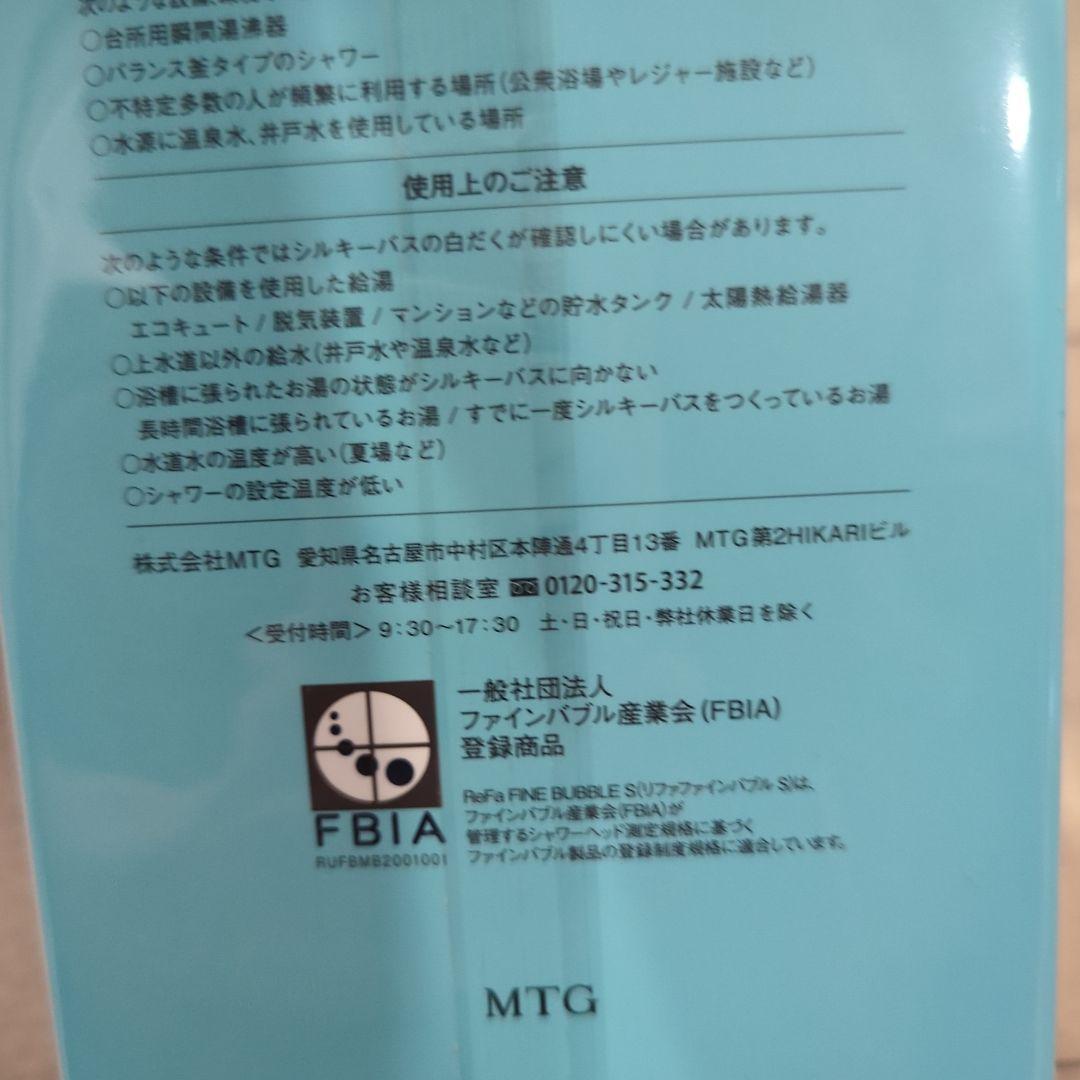 次のような
○台所用瞬間湯沸器
○バランス釜タイプのシャワー
○不特定多数の人が頻繁に利用する場所(公衆浴場やレジャー施設など)
○水源に温泉水、井戸水を使用している場所
使用上のご注意
次のような条件ではシルキーバスの白だくが確認しにくい場合があります。
○以下の設備を使用した給湯
エコキュート / 脱気装置 / マンションなどの貯水タンク / 太陽熱給湯器
○上水道以外の給水(井戸水や温泉水など)
○浴槽に張られたお湯の状態がシルキーバスに向かない
長時間浴槽に張られているお湯 / すでに一度シルキーバスをつくっているお湯
○水道水の温度が高い(夏場など)
○シャワーの設定温度が低い
株式会社MTG 愛知県名古屋市中村区本陣通4丁目13番 MTG第2HIKARIビル
お客様相談室 0120-315-332
<受付時間> 9:30〜17:30 土・日・祝日・弊社休業日を除く
一般社団法人
ファインバブル産業会(FBIA)
登録商品
ReFa FINE BUBBLE S(リファファインバブル S)は、
ファインバブル産業会(FBIA)が
管理するシャワーヘッド測定規格に基づく
ファインバブル製品の登録制度規格に適合しています。
FBIA
RUFBMB2001001
MTG